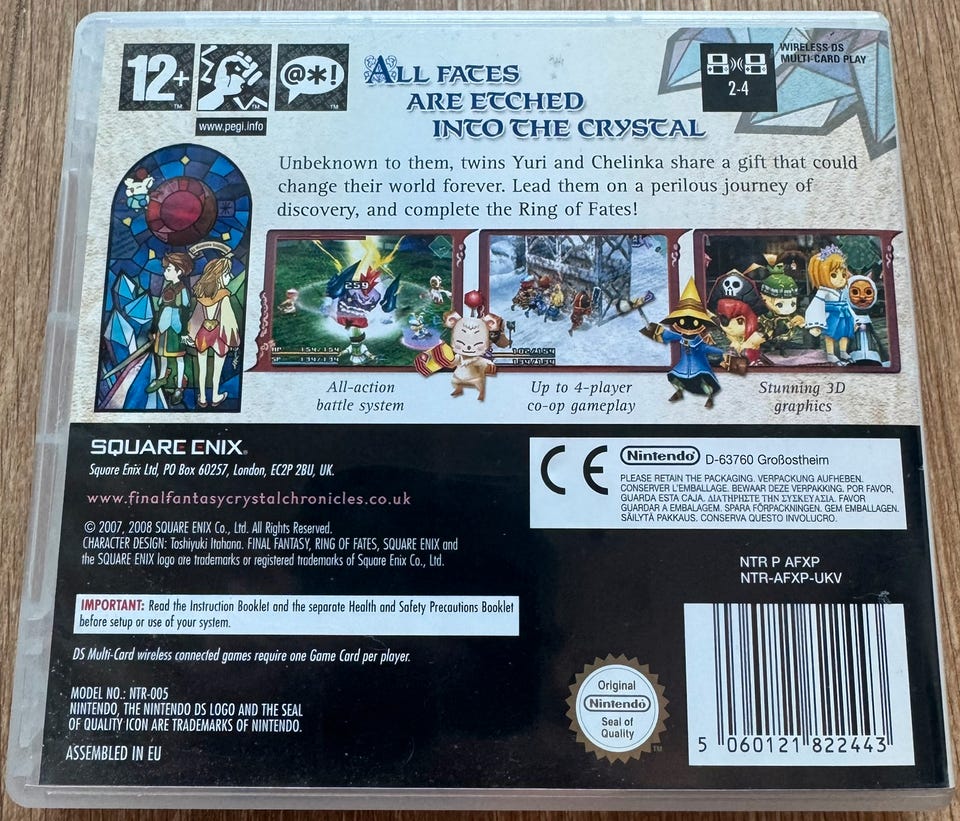 12+
TM
www.pegi.info
TM
@*!
TM
ALL FATES
ARE ETCHED
INTO THE CRYSTAL
2-4
WIRELESS DS
MULTI-CARD PLAY
Unbeknown to them, twins Yuri and Chelinka share a gift that could
change their world forever. Lead them on a perilous journey of
discovery, and complete the Ring of Fates!
259
HP 154/154
SP 139/139
All-action
battle system
Up to 4-player
co-op gameplay
Stunning 3D
graphics
SQUARE ENIX®
Square Enix Ltd, PO Box 60257, London, EC2P 2BU, UK.
www.finalfantasycrystalchronicles.co.uk
© 2007, 2008 SQUARE ENIX Co., Ltd. All Rights Reserved.
CHARACTER DESIGN: Toshiyuki Itahana. FINAL FANTASY, RING OF FATES, SQUARE ENIX and
the SQUARE ENIX logo are trademarks or registered trademarks of Square Enix Co., Ltd.
IMPORTANT: Read the Instruction Booklet and the separate Health and Safety Precautions Booklet
before setup or use of your system.
DS Multi-Card wireless connected games require one Game Card per player.
MODEL NO.: NTR-005
NINTENDO, THE NINTENDO DS LOGO AND THE SEAL
OF QUALITY ICON ARE TRADEMARKS OF NINTENDO.
ASSEMBLED IN EU
CE
Nintendo® D-63760 Großostheim
PLEASE RETAIN THE PACKAGING. VERPACKUNG AUFHEBEN.
CONSERVER L'EMBALLAGE. BEWAAR DEZE VERPAKKING. POR FAVOR,
GUARDA ESTA CAJA. ΔΙΑΤΗΡΗΣΤΕ ΤΗΝ ΣΥΣΚΕΥΑΣΙΑ. FAVOR
GUARDAR A EMBALAGEM. SPARA FÖRPACKNINGEN. GEM EMBALLAGEN.
SÄILYTÄ PAKKAUS. CONSERVA QUESTO INVOLUCRO.
NTR P AFXP
NTR-AFXP-UKV
Original
Nintendo®
Seal of
Quality
TM
5 060121 822443